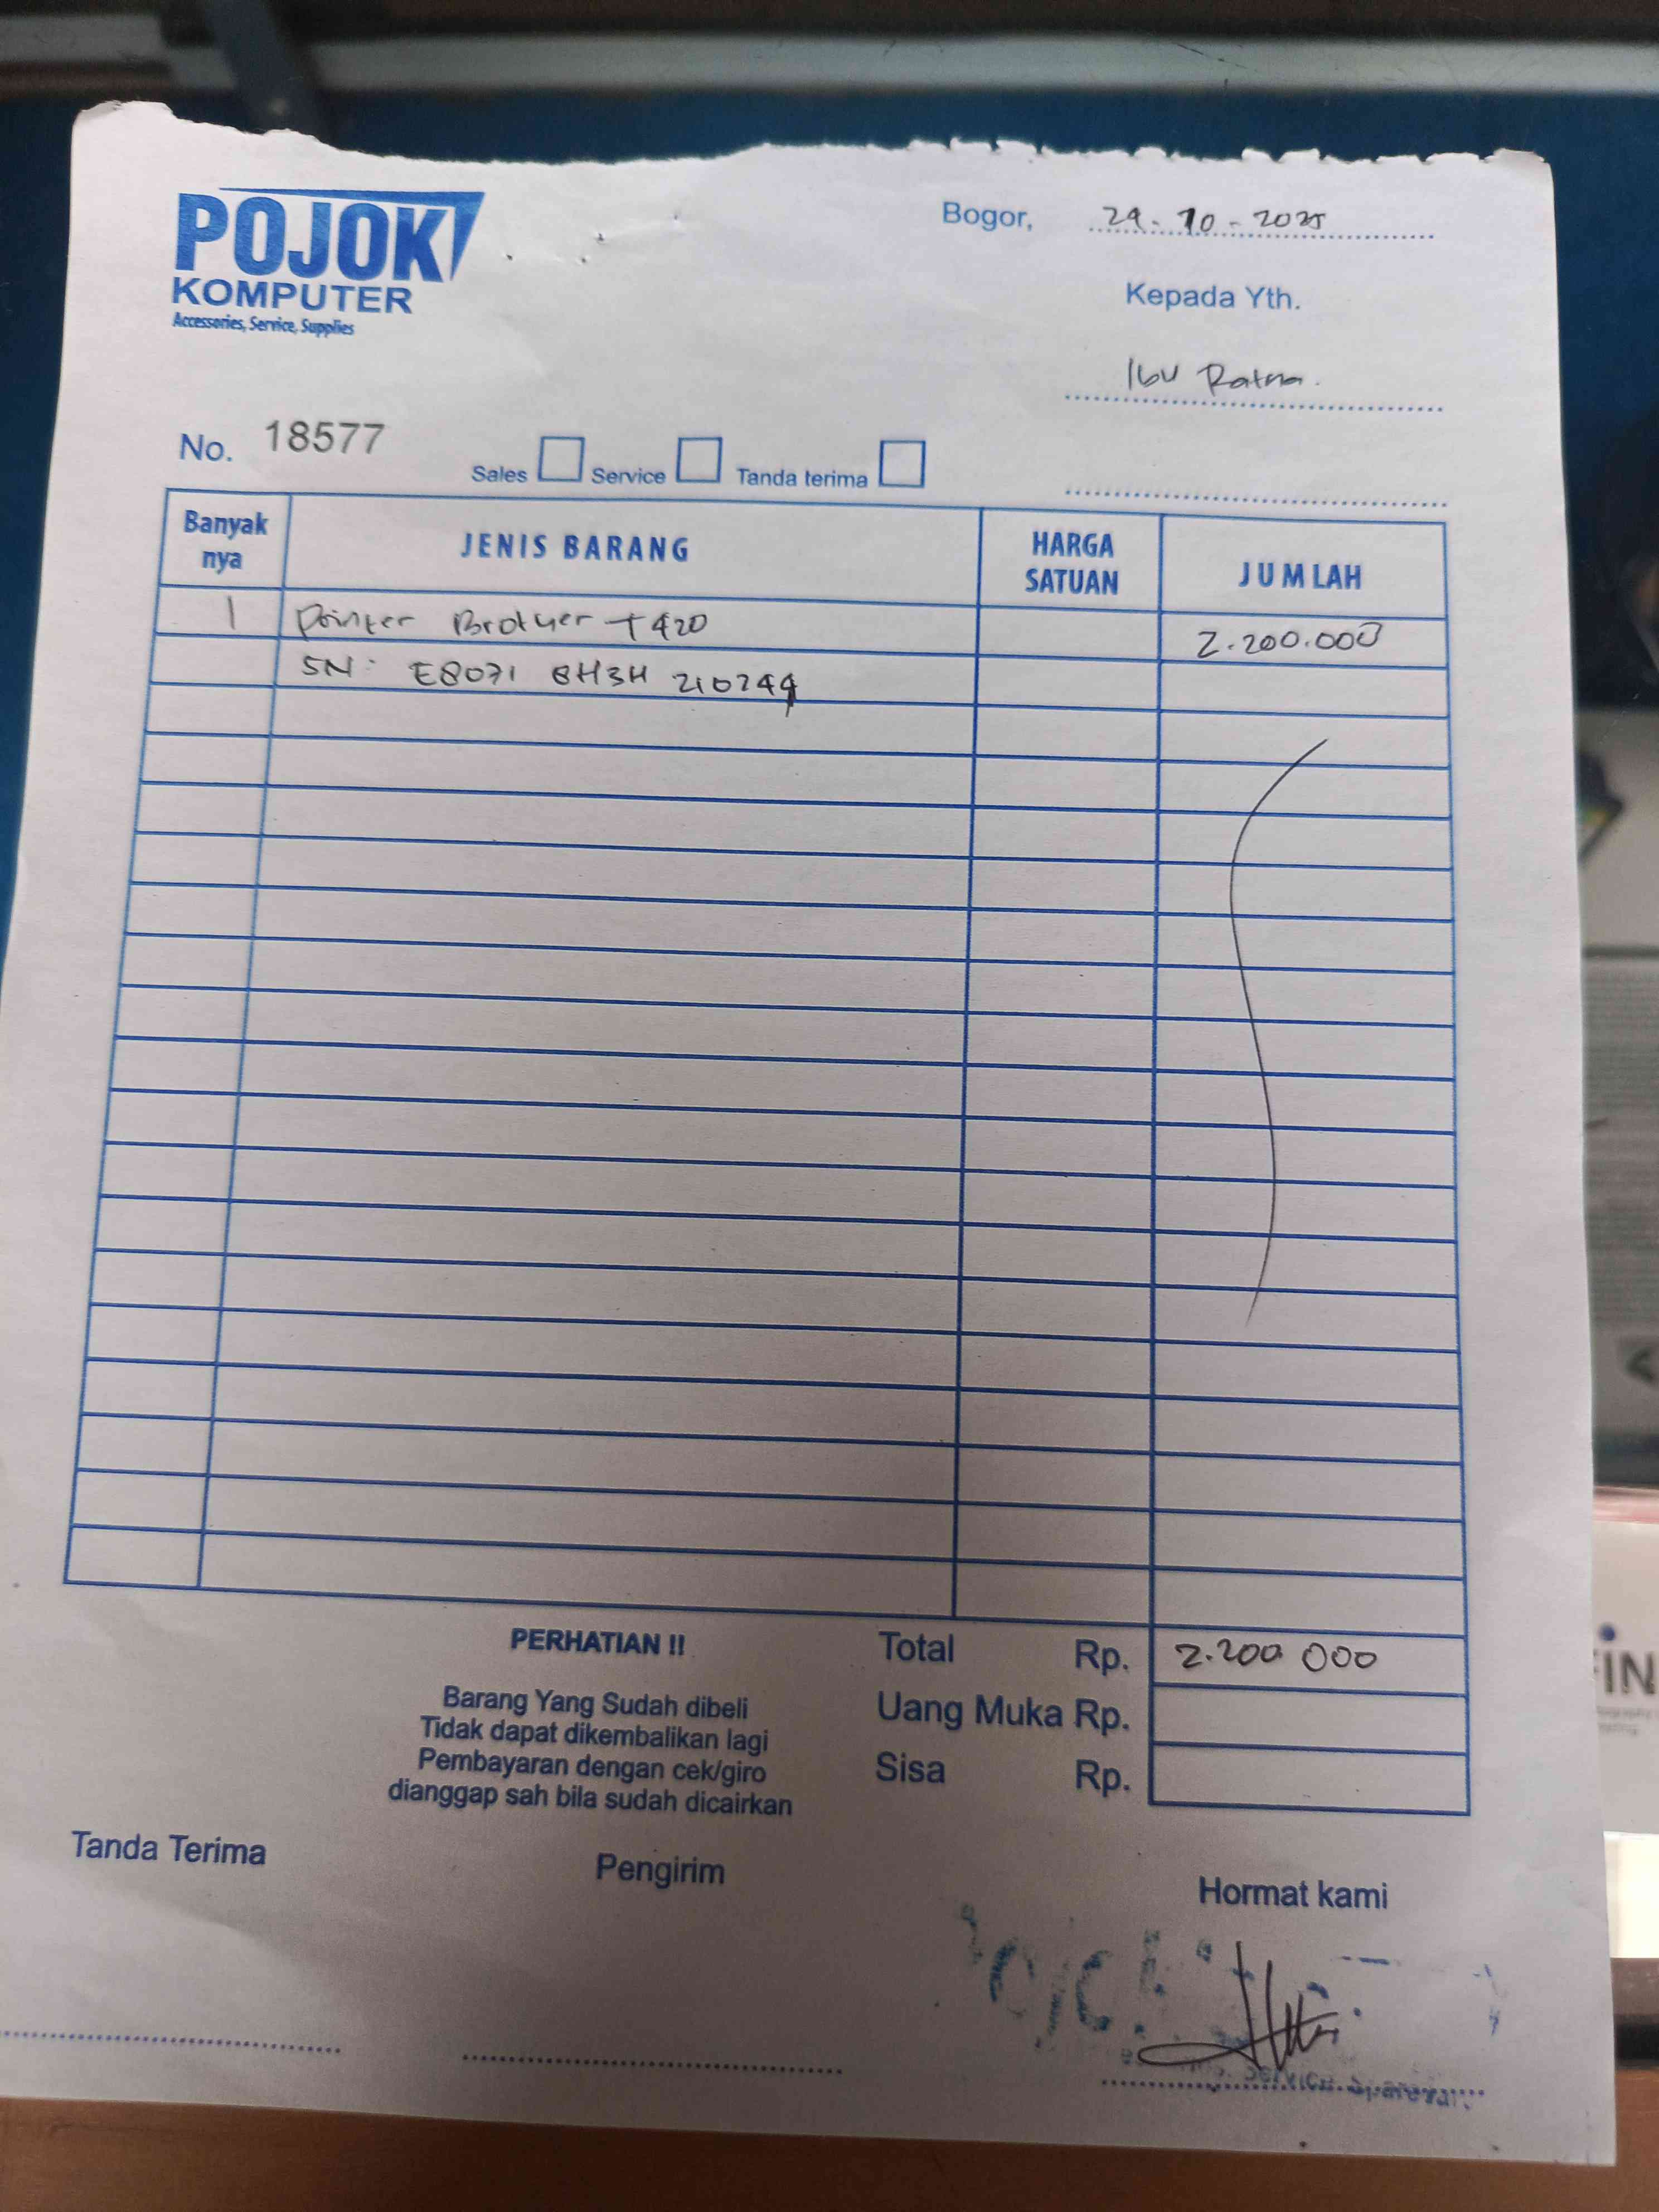 POJOK
KOMPUTER
Accessories, Service, Supplies
Bogor, 29-10-2025
Kepada Yth.
Ibu Ratna.
No. 18577
Sales Service Tanda terima
Banyak nya JENIS BARANG HARGA SATUAN JUMLAH
1 Printer Brother T420 2.200.000
SN: E8071 8H3H 210244
PERHATIAN !!
Barang Yang Sudah dibeli
Tidak dapat dikembalikan lagi
Pembayaran dengan cek/giro
dianggap sah bila sudah dicairkan
Total Rp. 2.200 000
Uang Muka Rp.
Sisa Rp.
Tanda Terima Pengirim Hormat kami